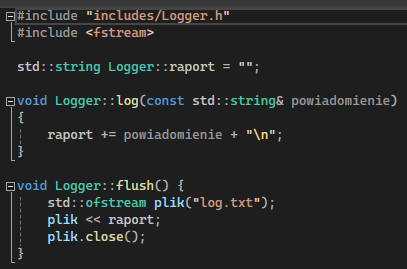 #include "includes/Logger.h"
#include <fstream>
std::string Logger::raport = "";
void Logger::log(const std::string& powiadomienie)
{
raport += powiadomienie + "\n";
}
void Logger::flush() {
std::ofstream plik("log.txt");
plik << raport;
plik.close();
}